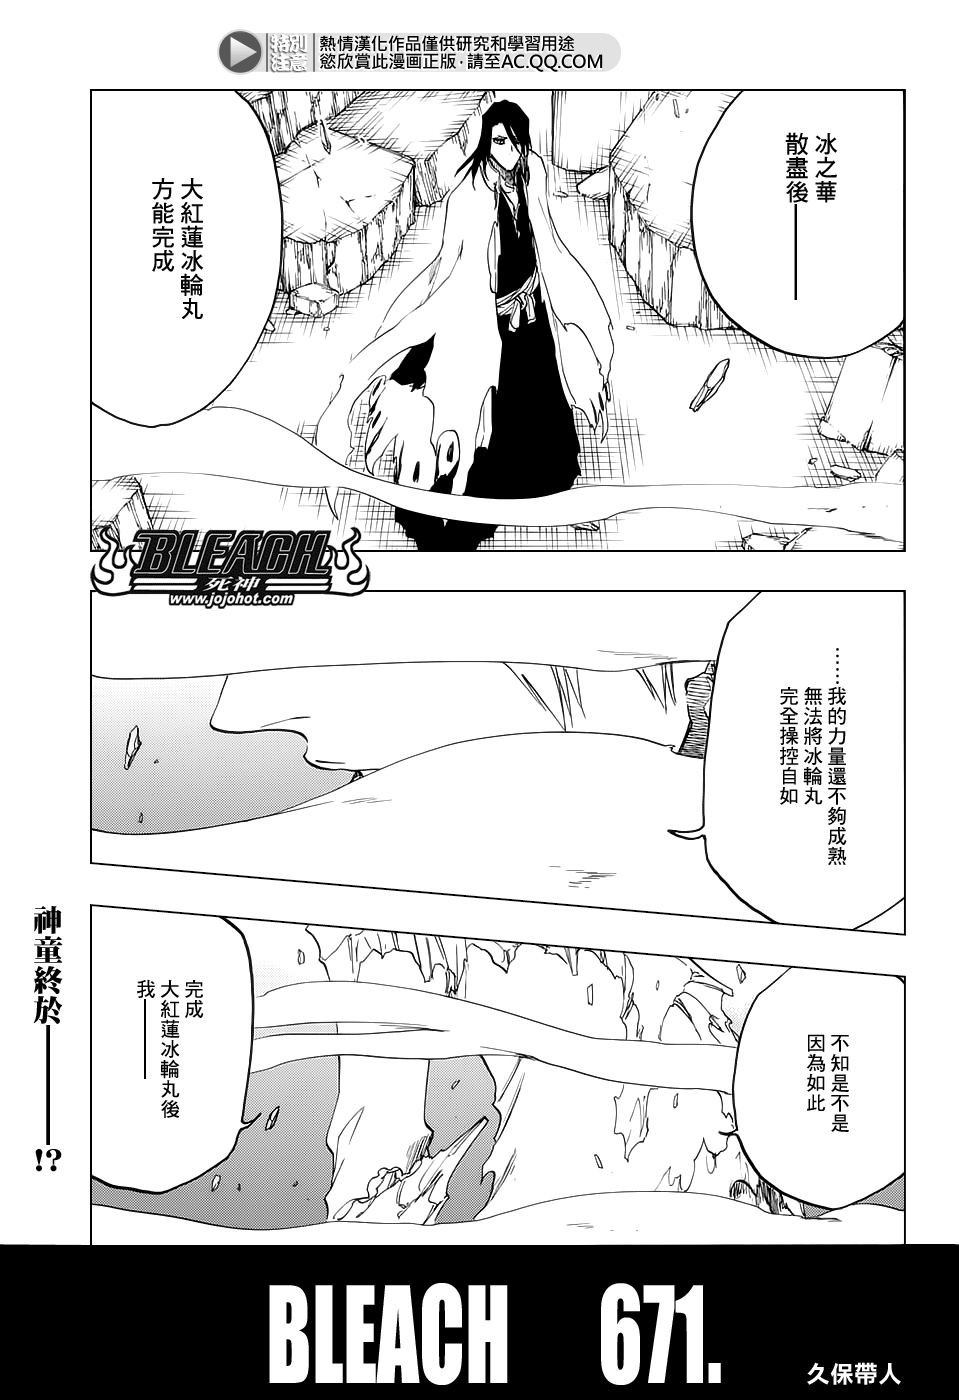 特別
注意
熱情漢化作品僅供研究和學習用途
慾欣賞此漫画正版·請至AC.QQ.COM
冰之華
散盡後——
大紅蓮冰輪丸
方能完成
BLEACH
死神
www.jojohot.com
……我的力量還不夠成熟
無法將冰輪丸
完全操控自如
不知是不是
因為如此
完成
大紅蓮冰輪丸後
我——
神童終於——!?
BLEACH 671.
久保帶人